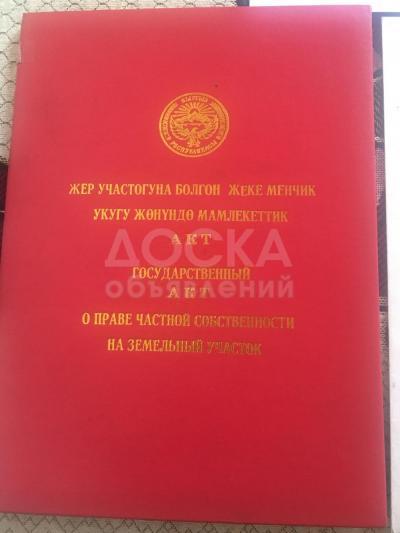 ЖЕР УЧАСТОГУНА БОЛГОН ЖЕКЕ МЕНЧИК
УКУГУ ЖӨНҮНДӨ МАМЛЕКЕТТИК
АКТ
ДОСКА
объявлений
ГОСУДАРСТВЕННЫЙ
АКТ
О ПРАВЕ ЧАСТНОЙ СОБСТВЕННОСТИ
НА ЗЕМЕЛЬНЫЙ УЧАСТОК